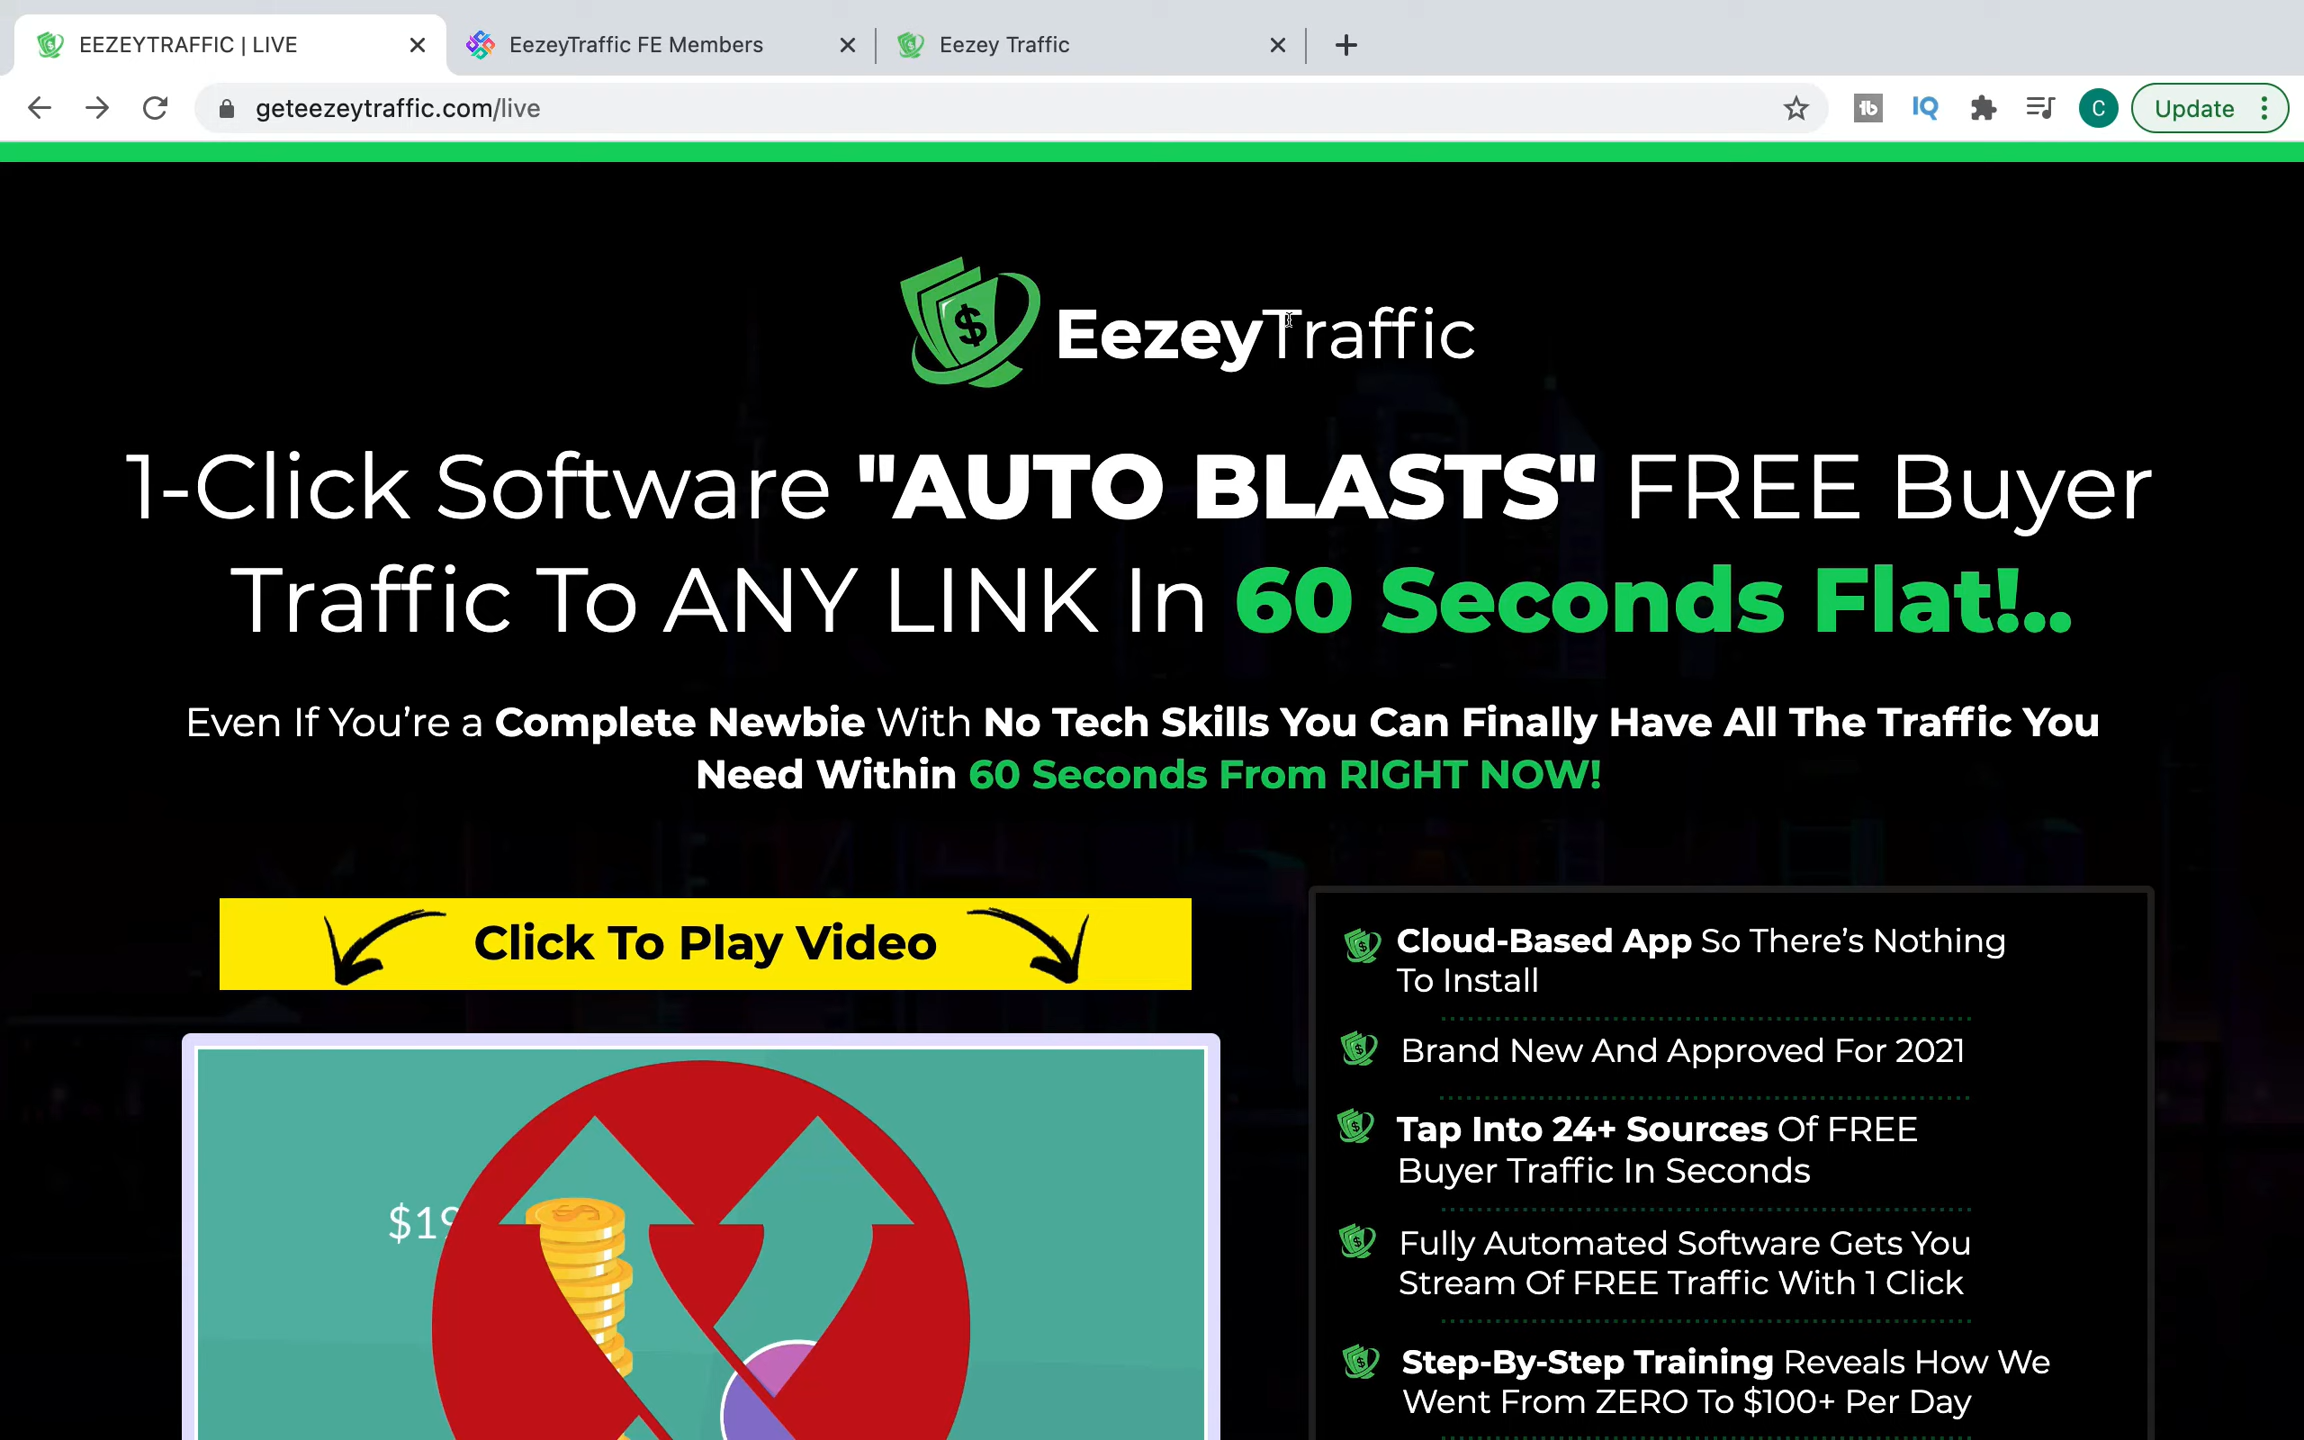 EEZEYTRAFFIC | LIVE
EezeyTraffic FE Members
Eezey Traffic
geteezeytraffic.com/live
tb
IQ
C
Update
EezeyTraffic
1-Click Software "AUTO BLASTS" FREE Buyer
Traffic To ANY LINK In 60 Seconds Flat!..
Even If You're a Complete Newbie With No Tech Skills You Can Finally Have All The Traffic You
Need Within 60 Seconds From RIGHT NOW!
Click To Play Video
Cloud-Based App So There's Nothing
To Install
Brand New And Approved For 2021
Tap Into 24+ Sources Of FREE
Buyer Traffic In Seconds
Fully Automated Software Gets You
Stream Of FREE Traffic With 1 Click
Step-By-Step Training Reveals How We
Went From ZERO To $100+ Per Day